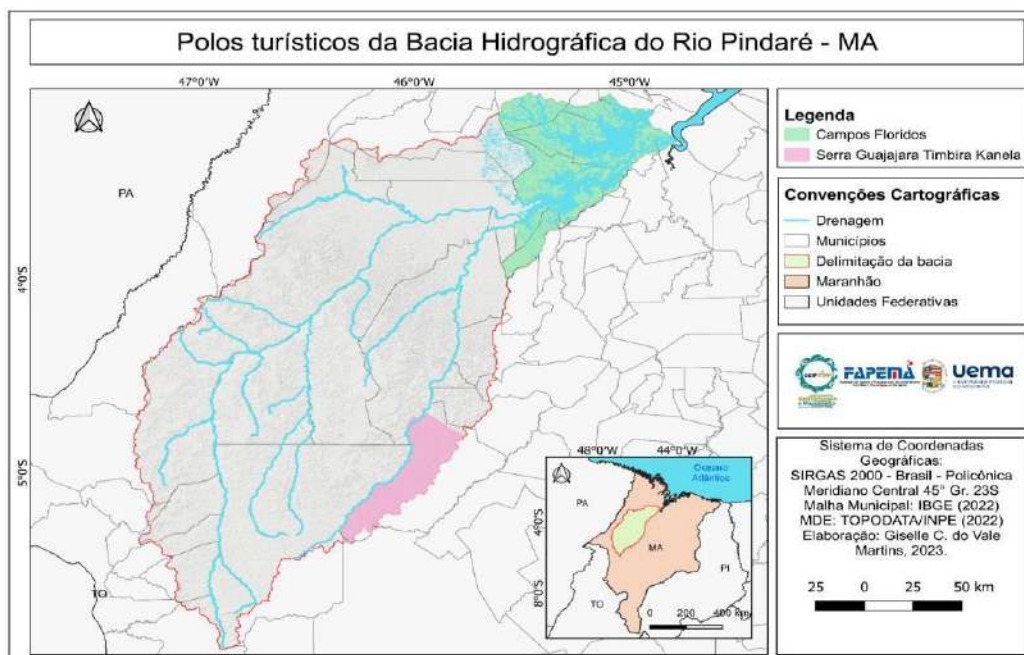 Polos turísticos da Bacia Hidrográfica do Rio Pindaré - MA
47°0'W
46°0'W
45°0'W
PA
4°0'S
5°0'S
TO
48°0'W
44°0'W
Oceano
Atlântico
PA
4°0'S
MA
PI
8°0'S
TO
0 200 400 km
Legenda
Campos Floridos
Serra Guajajara Timbira Kanela
Convenções Cartográficas
Drenagem
Municípios
Delimitação da bacia
Maranhão
Unidades Federativas
FAPEMA
Uema
Sistema de Coordenadas
Geográficas:
SIRGAS 2000 - Brasil - Policônica
Meridiano Central 45° Gr. 23S
Malha Municipal: IBGE (2022)
MDE: TOPODATA/INPE (2022)
Elaboração: Giselle C. do Vale
Martins, 2023.
25 0 25 50 km